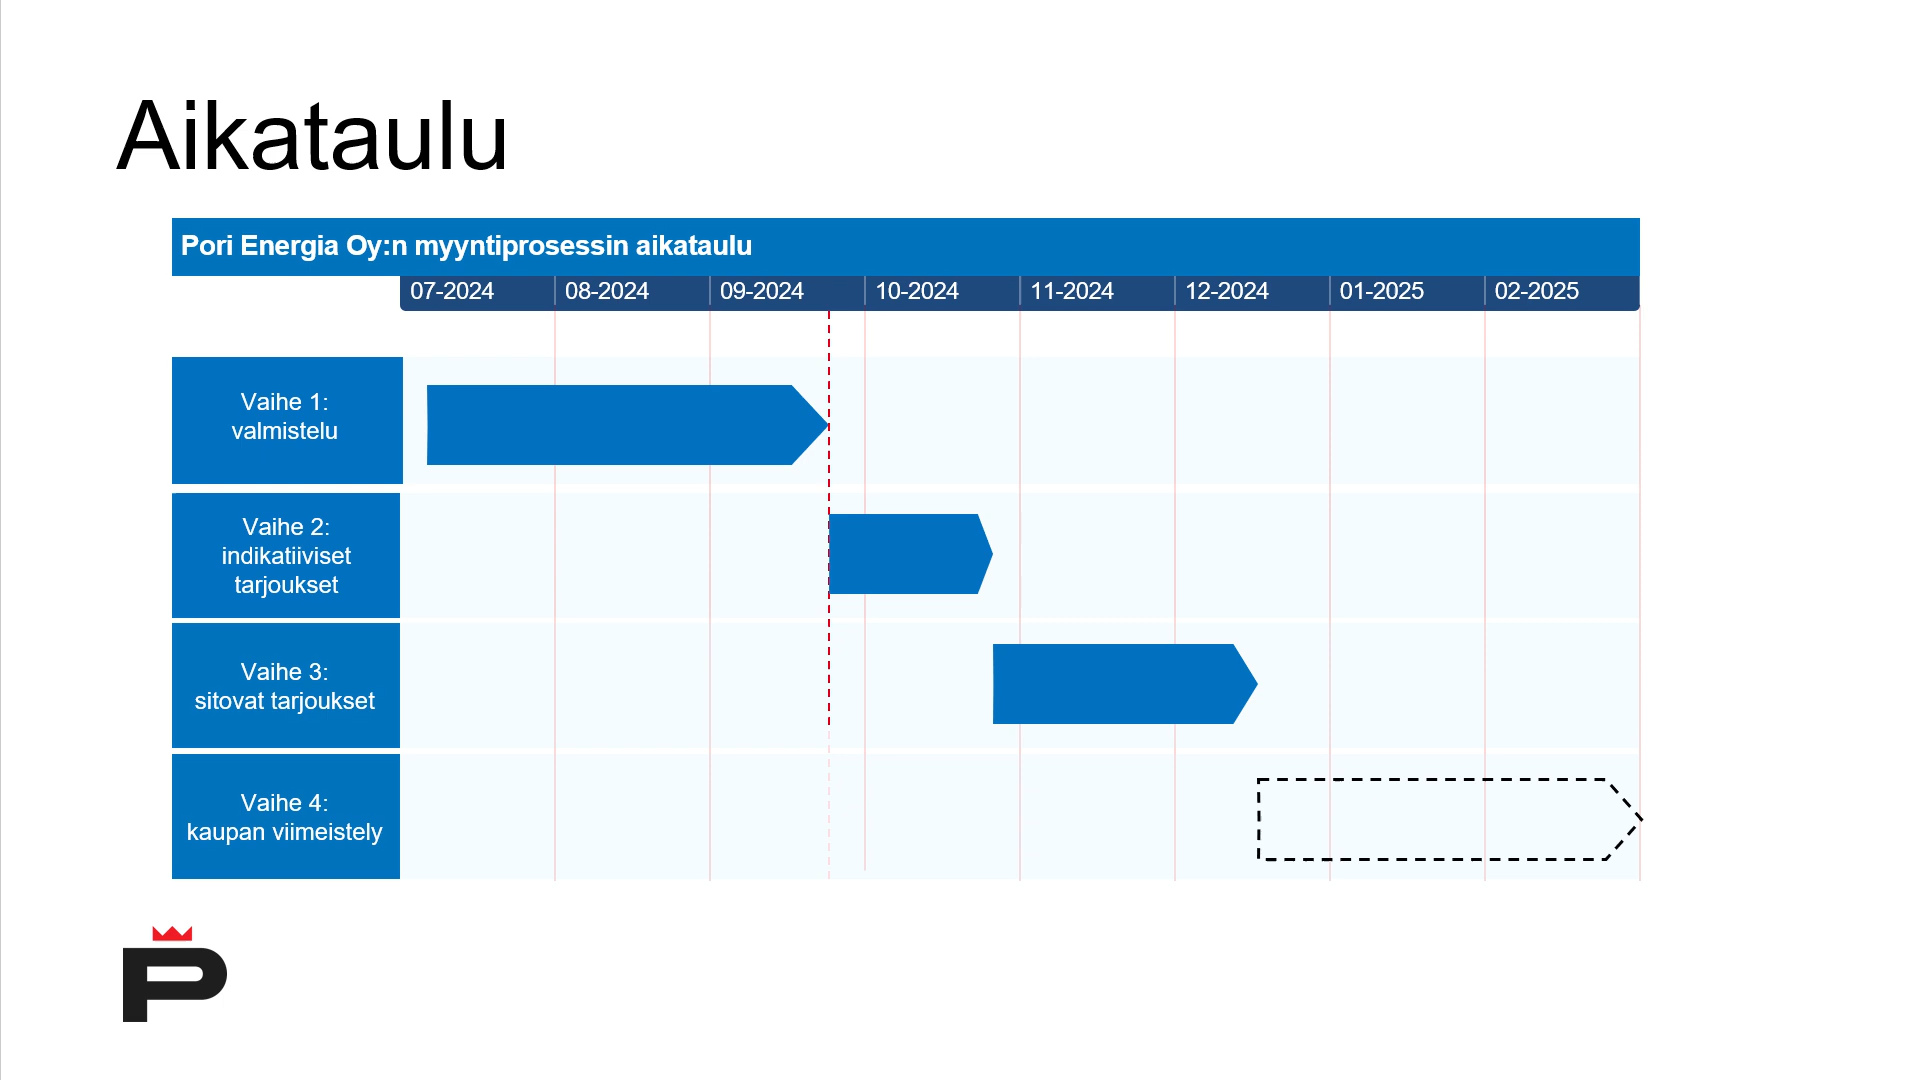 Aikataulu
Pori Energia Oy:n myyntiprosessin aikataulu
07-2024 08-2024 09-2024 10-2024 11-2024 12-2024 01-2025 02-2025
Vaihe 1:
valmistelu
Vaihe 2:
indikatiiviset
tarjoukset
Vaihe 3:
sitovat tarjoukset
Vaihe 4:
kaupan viimeistely
P